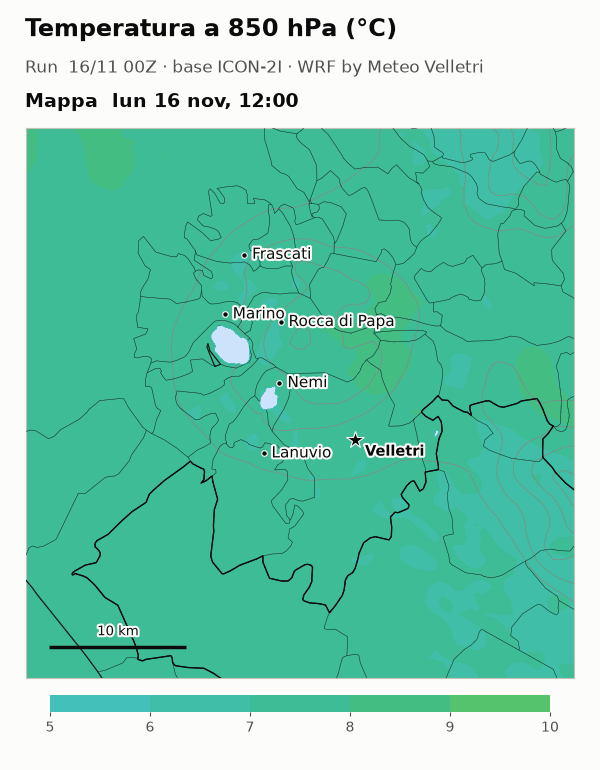 Temperatura a 850 hPa (°C)
Run  16/11 00Z · base ICON-2I · WRF by Meteo Velletri
Mappa  lun 16 nov, 12:00
Frascati
Marino
Rocca di Papa
Nemi
Velletri
Lanuvio
10 km
5 6 7 8 9 10